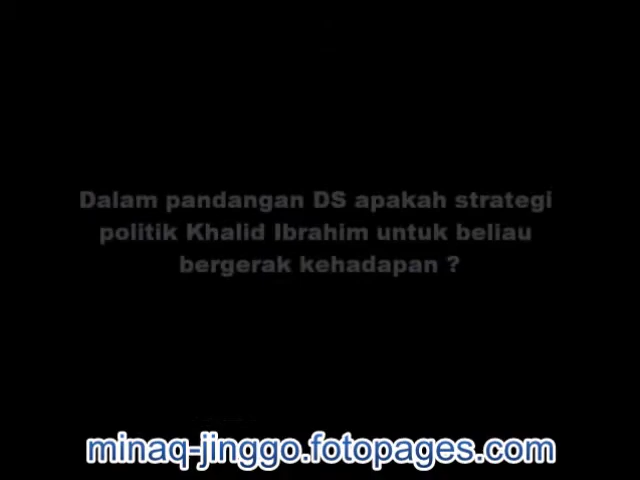 Dalam pandangan DS apakah strategi
politik Khalid Ibrahim untuk beliau
bergerak kehadapan ?
minaq-jinggo.fotopages.com